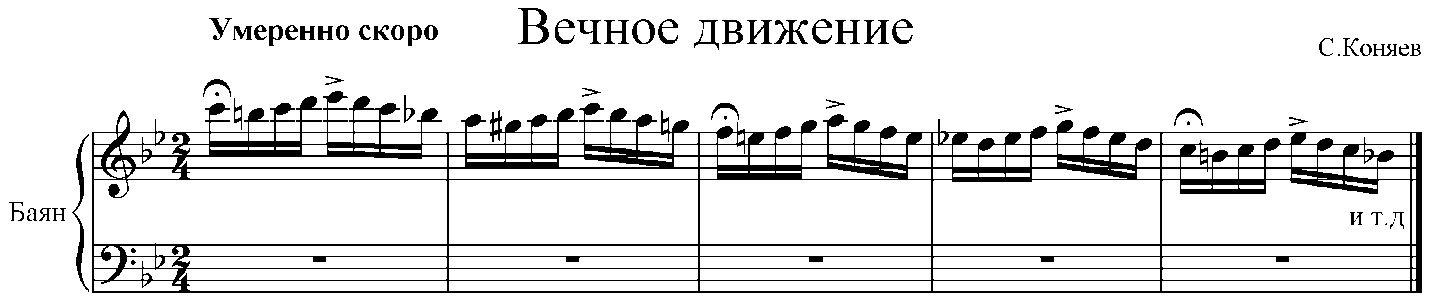 Вечное движение
Умеренно скоро
С.Коняев
Баян
и т.д